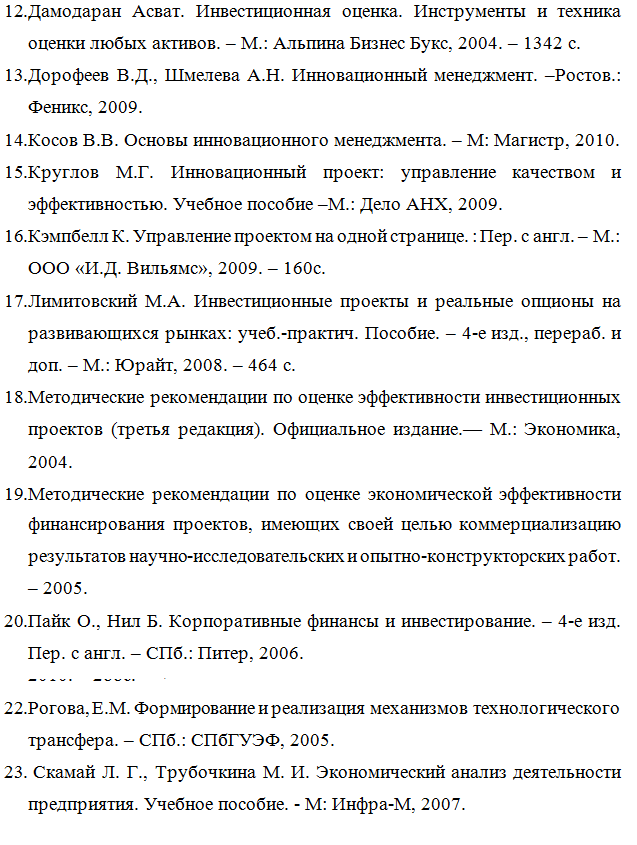 12.Дамодаран Асват. Инвестиционная оценка. Инструменты и техника
оценки любых активов. – М.: Альпина Бизнес Букс, 2004. – 1342 с.
13.Дорофеев В.Д., Шмелева А.Н. Инновационный менеджмент. –Ростов.:
Феникс, 2009.
14.Косов В.В. Основы инновационного менеджмента. – М: Магистр, 2010.
15.Круглов М.Г. Инновационный проект: управление качеством и
эффективностью. Учебное пособие –М.: Дело АНХ, 2009.
16.Кэмпбелл К. Управление проектом на одной странице. : Пер. с англ. – М.:
ООО «И.Д. Вильямс», 2009. – 160с.
17.Лимитовский М.А. Инвестиционные проекты и реальные опционы на
развивающихся рынках: учеб.-практич. Пособие. – 4-е изд., перераб. и
доп. – М.: Юрайт, 2008. – 464 с.
18.Методические рекомендации по оценке эффективности инвестиционных
проектов (третья редакция). Официальное издание.— М.: Экономика,
2004.
19.Методические рекомендации по оценке экономической эффективности
финансирования проектов, имеющих своей целью коммерциализацию
результатов научно-исследовательских и опытно-конструкторских работ.
– 2005.
20.Пайк О., Нил Б. Корпоративные финансы и инвестирование. – 4-е изд.
Пер. с англ. – СПб.: Питер, 2006.
22.Рогова, Е.М. Формирование и реализация механизмов технологического
трансфера. – СПб.: СПбГУЭФ, 2005.
23. Скамай Л. Г., Трубочкина М. И. Экономический анализ деятельности
предприятия. Учебное пособие. - М: Инфра-М, 2007.